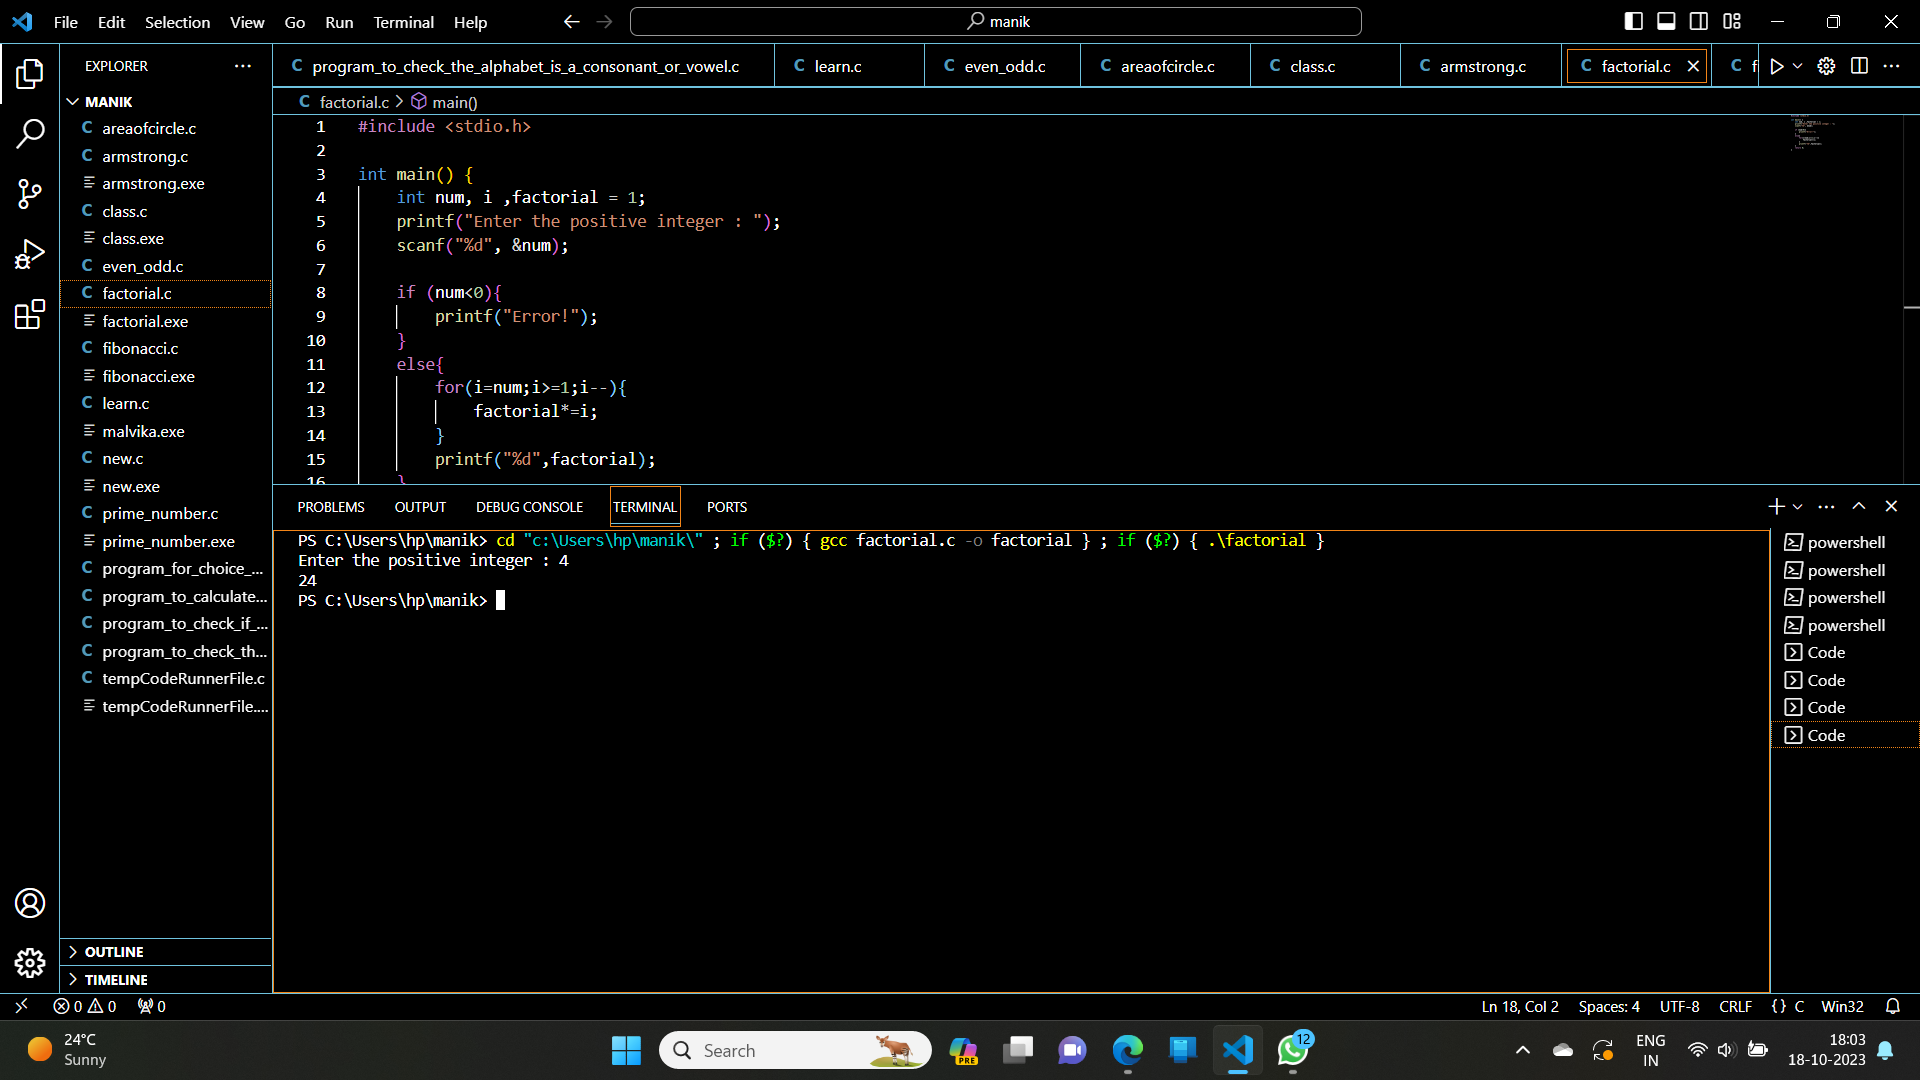 File Edit Selection View Go Run Terminal Help
manik
EXPLORER
program_to_check_the_alphabet_is_a_consonant_or_vowel.c
learn.c
even_odd.c
areaofcircle.c
class.c
armstrong.c
factorial.c
f
MANIK
areaofcircle.c
armstrong.c
armstrong.exe
class.c
class.exe
even_odd.c
factorial.c
factorial.exe
fibonacci.c
fibonacci.exe
learn.c
malvika.exe
new.c
new.exe
prime_number.c
prime_number.exe
program_for_choice_...
program_to_calculate...
program_to_check_if_...
program_to_check_th...
tempCodeRunnerFile.c
tempCodeRunnerFile....
OUTLINE
TIMELINE
factorial.c > main()
1 #include <stdio.h>
2
3 int main() {
4 int num, i ,factorial = 1;
5 printf("Enter the positive integer : ");
6 scanf("%d", &num);
7
8 if (num<0){
9 printf("Error!");
10 }
11 else{
12 for(i=num;i>=1;i--){
13 factorial*=i;
14 }
15 printf("%d",factorial);
16 }
PROBLEMS OUTPUT DEBUG CONSOLE TERMINAL PORTS
PS C:\Users\hp\manik> cd "c:\Users\hp\manik\" ; if ($?) { gcc factorial.c -o factorial } ; if ($?) { .\factorial }
Enter the positive integer : 4
24
PS C:\Users\hp\manik>
powershell
powershell
powershell
powershell
Code
Code
Code
Code
0 0 0
Ln 18, Col 2 Spaces: 4 UTF-8 CRLF {} C Win32
24°C
Sunny
Search
PRE
12
ENG
IN
18:03
18-10-2023